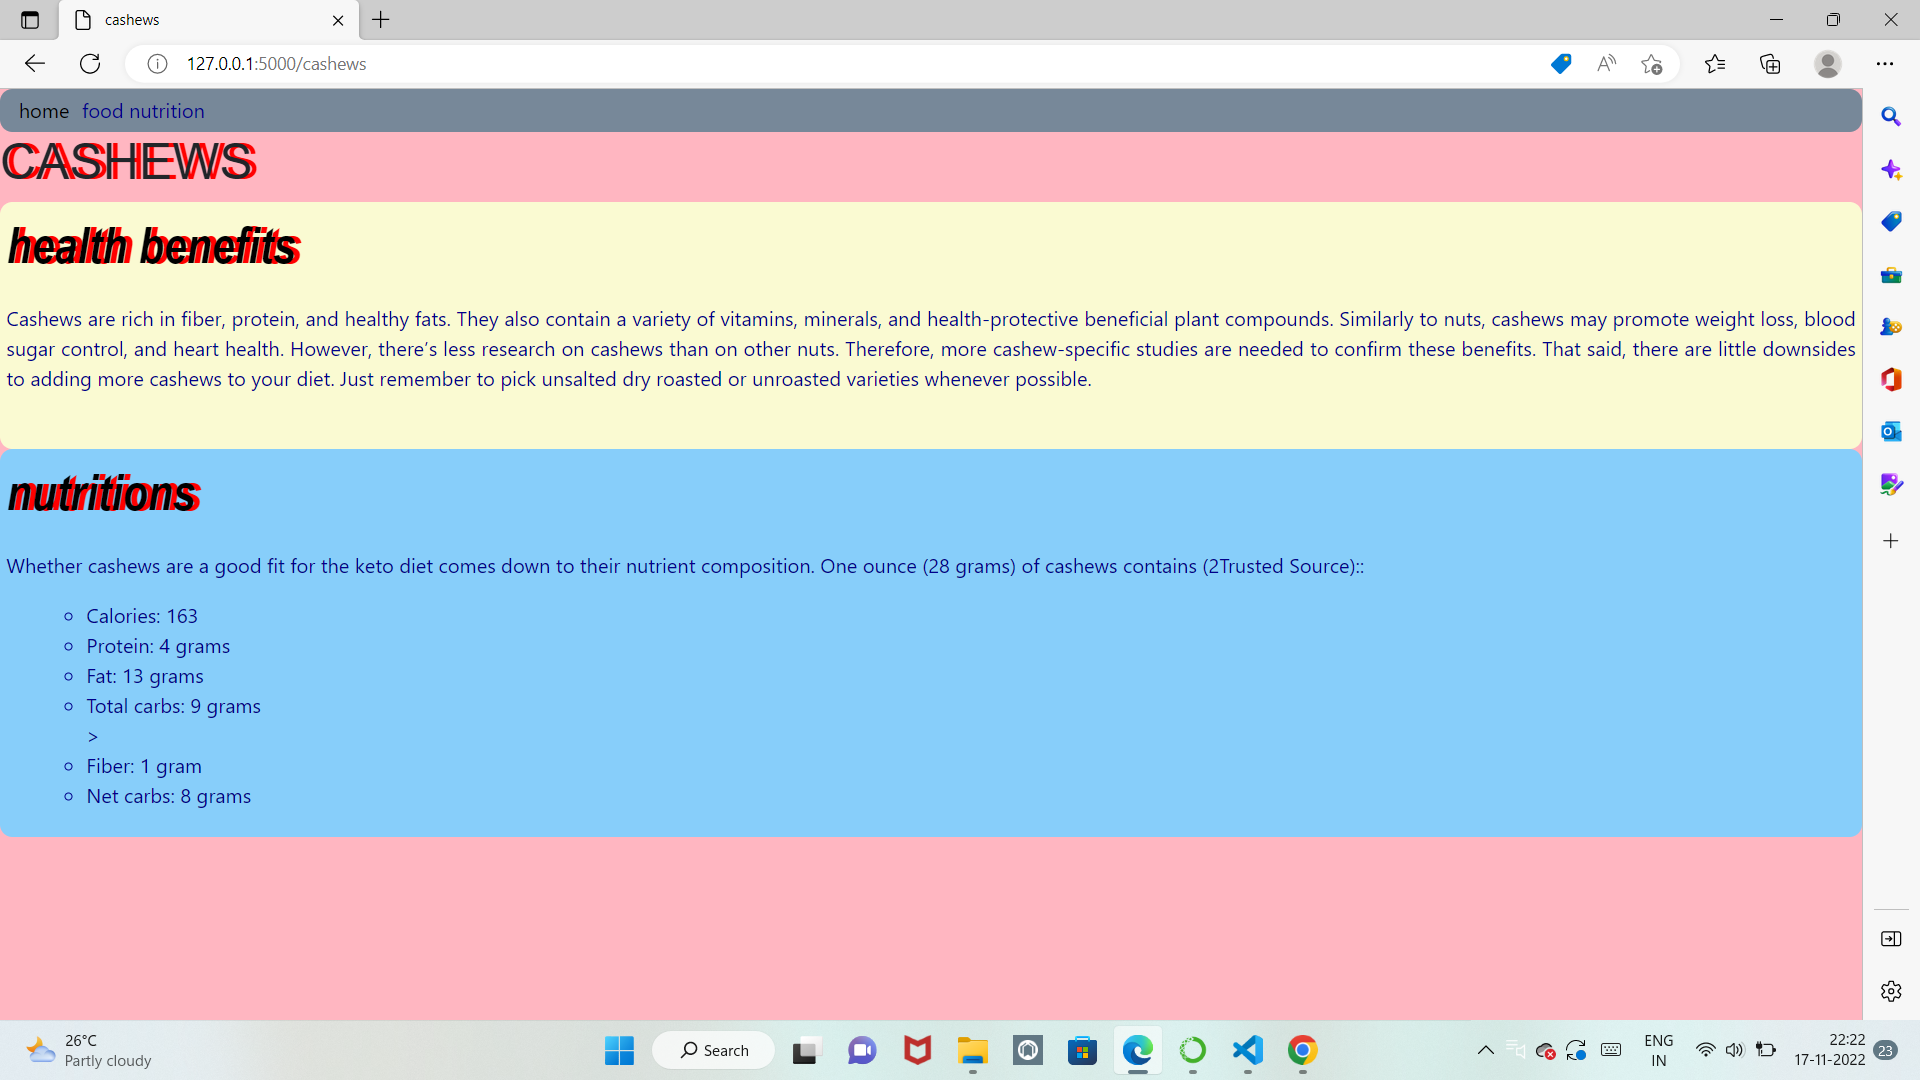 cashews
127.0.0.1:5000/cashews
home food nutrition
CASHEWS
health benefits
Cashews are rich in fiber, protein, and healthy fats. They also contain a variety of vitamins, minerals, and health-protective beneficial plant compounds. Similarly to nuts, cashews may promote weight loss, blood
sugar control, and heart health. However, there’s less research on cashews than on other nuts. Therefore, more cashew-specific studies are needed to confirm these benefits. That said, there are little downsides
to adding more cashews to your diet. Just remember to pick unsalted dry roasted or unroasted varieties whenever possible.
nutritions
Whether cashews are a good fit for the keto diet comes down to their nutrient composition. One ounce (28 grams) of cashews contains (2Trusted Source)::
Calories: 163
Protein: 4 grams
Fat: 13 grams
Total carbs: 9 grams
>
Fiber: 1 gram
Net carbs: 8 grams
26°C
Partly cloudy
Search
ENG
IN
22:22
17-11-2022
23